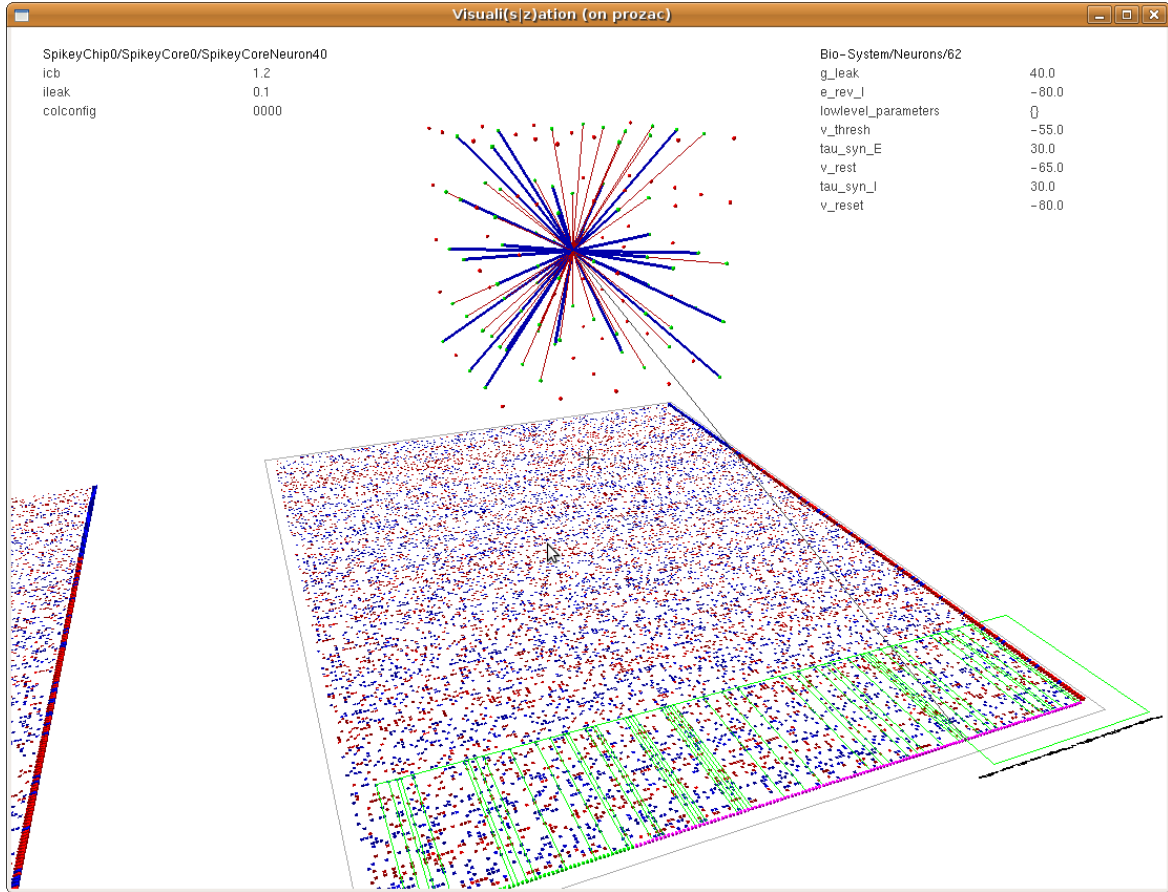 Visuali(s|z)ation (on prozac)
SpikeyChip0/SpikeyCore0/SpikeyCoreNeuron40
icb 1.2
ileak 0.1
colconfig 0000
Bio-System/Neurons/62
g_leak 40.0
e_rev_I -80.0
lowlevel_parameters {}
v_thresh -55.0
tau_syn_E 30.0
v_rest -65.0
tau_syn_I 30.0
v_reset -80.0